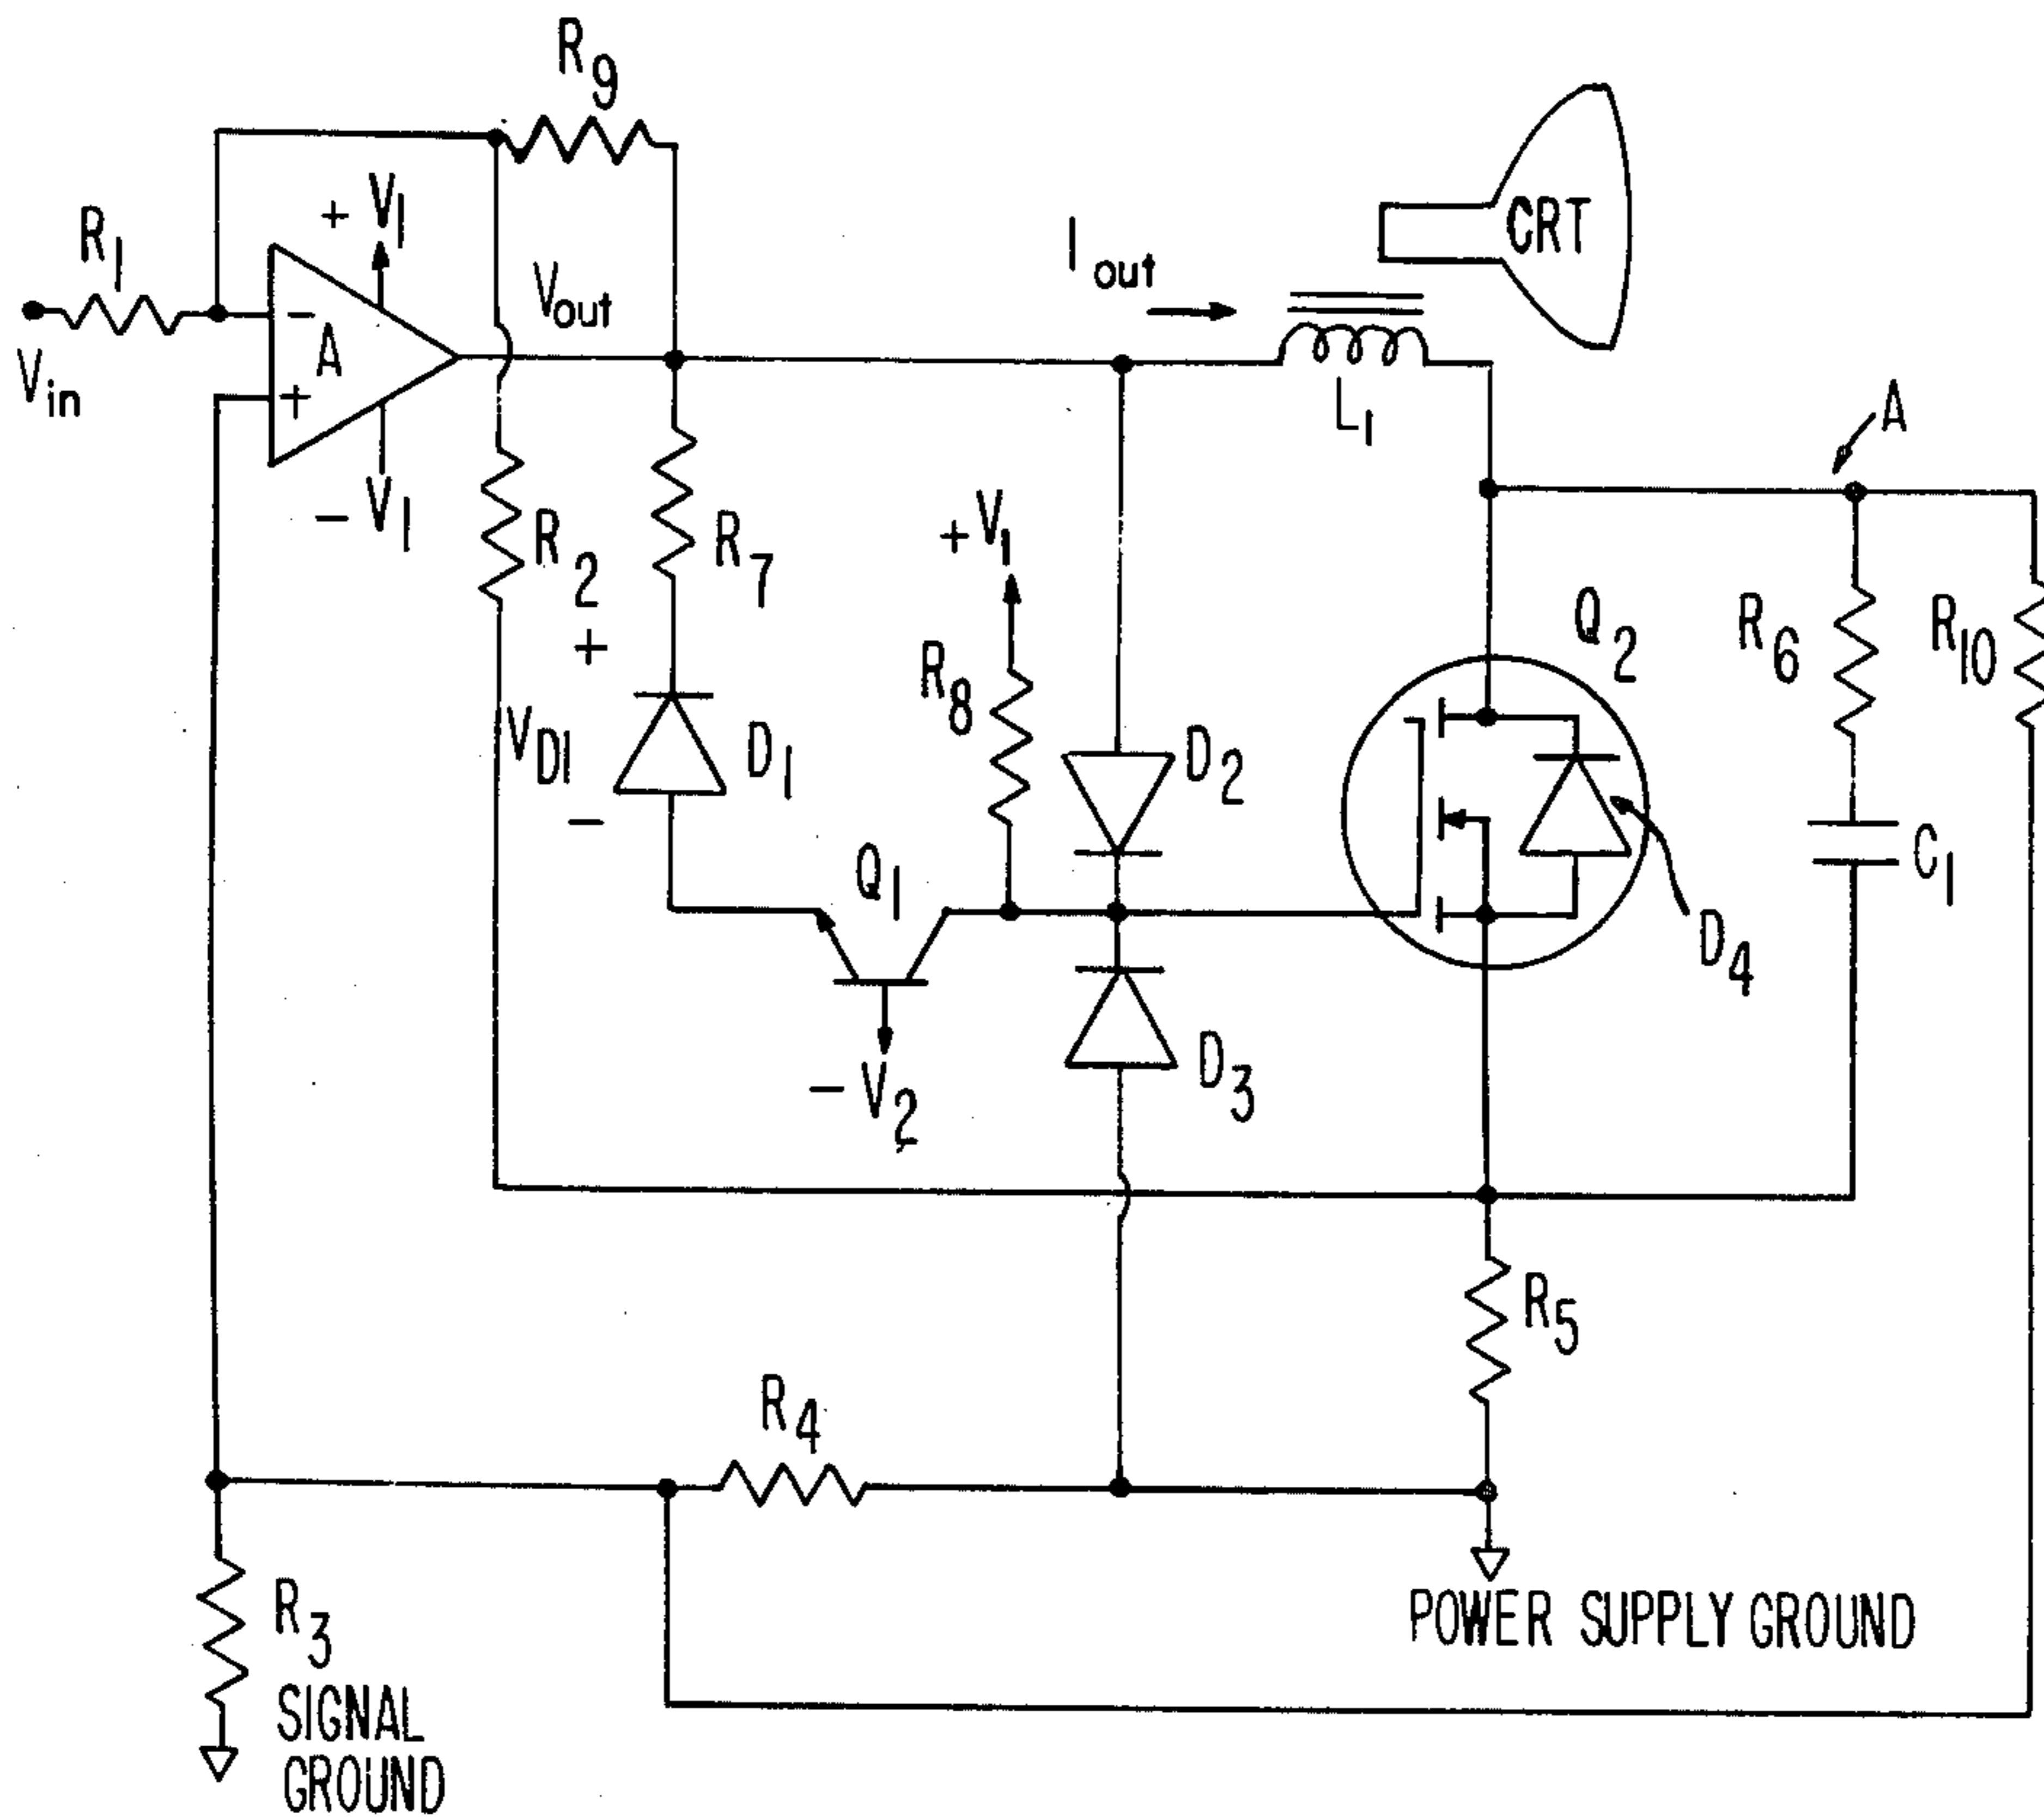 R9
CRT
R1
+ V1
Vout
Iout
- A
+
Vin
L1
A
- V1
R2
R7
+ V1
Q2
R6
R10
+
VD1
-
D1
R8
D2
C1
Q1
D4
- V2
D3
R5
R4
R3
POWER SUPPLY GROUND
SIGNAL
GROUND